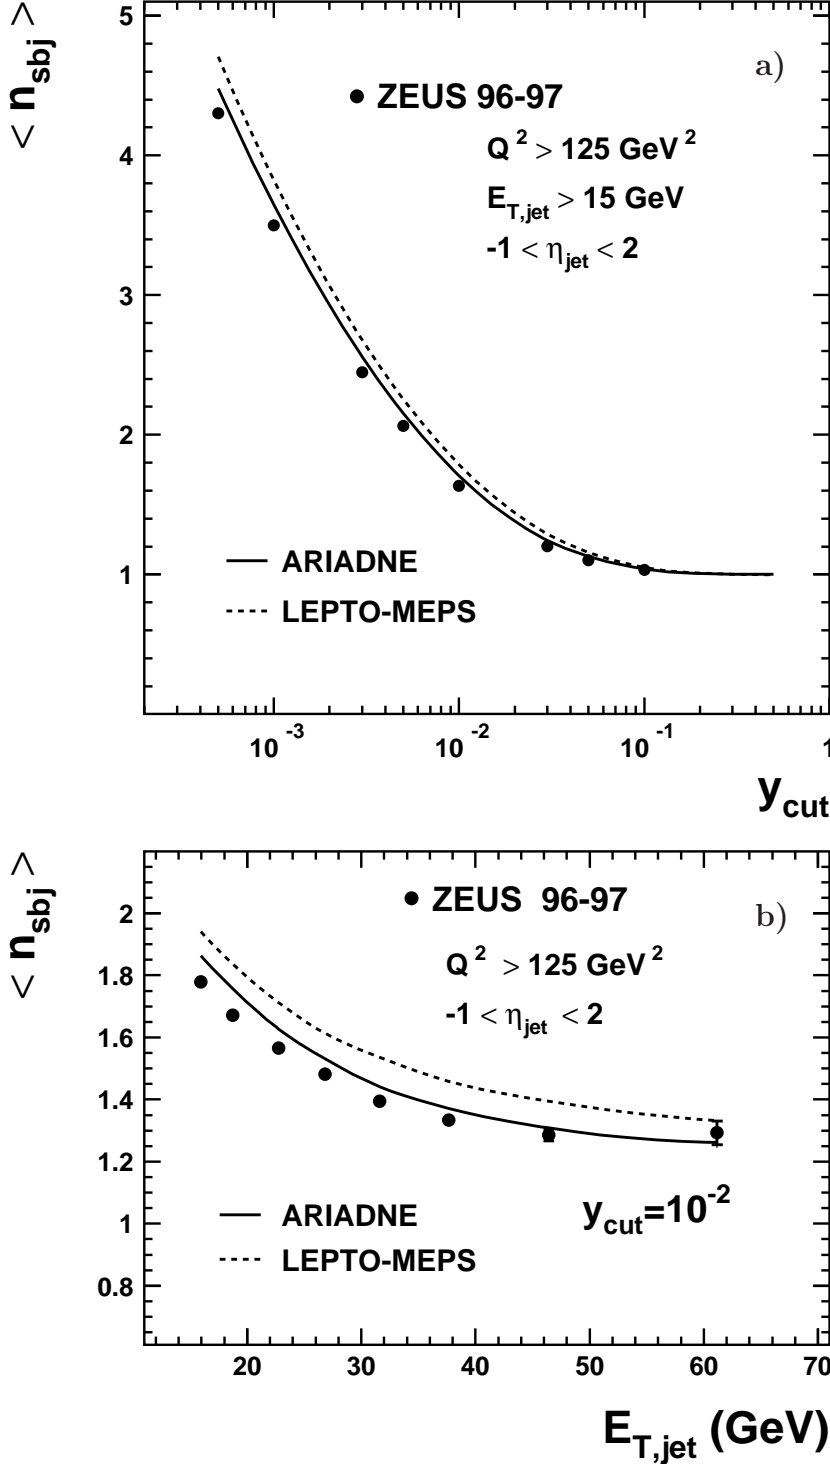 < n_sbj >
5
4
3
2
1
a)
ZEUS 96-97
Q^2 > 125 GeV^2
E_T,jet > 15 GeV
-1 < η_jet < 2
ARIADNE
LEPTO-MEPS
10^-3 10^-2 10^-1 1
y_cut
< n_sbj >
2
1.8
1.6
1.4
1.2
1
0.8
b)
ZEUS 96-97
Q^2 > 125 GeV^2
-1 < η_jet < 2
y_cut=10^-2
ARIADNE
LEPTO-MEPS
20 30 40 50 60 70
E_T,jet (GeV)